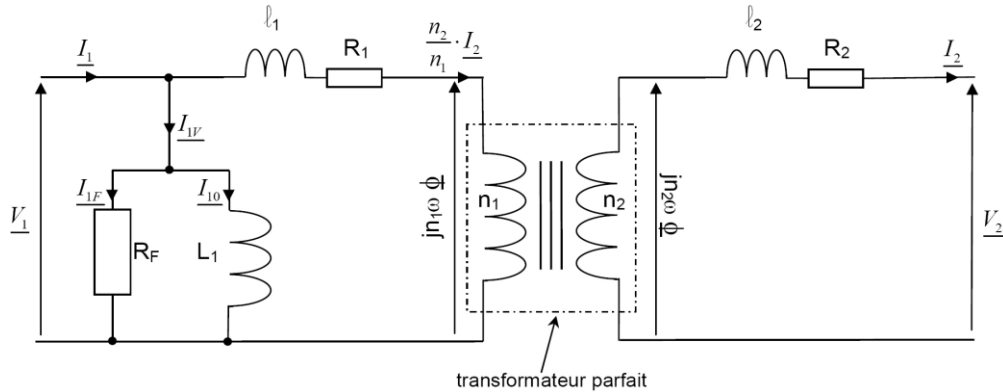 ℓ1
R1
n2/n1 · I2
ℓ2
R2
I1
I2
I1V
I1F
I10
V1
RF
L1
jn1ω ϕ
n1
n2
jn2ω ϕ
V2
transformateur parfait